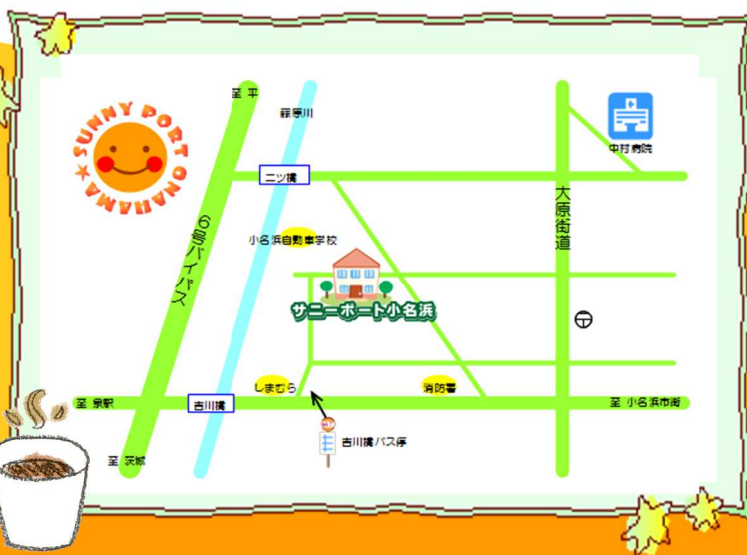 至 平
藤原川
SUNNY PORT ONAHAMA★
中村病院
二ツ橋
大原街道
6号バイパス
小名浜自動車学校
サニーポート小名浜
しまむら
消防署
至 泉駅
吉川橋
至 小名浜市街
吉川橋バス停
至 茨城